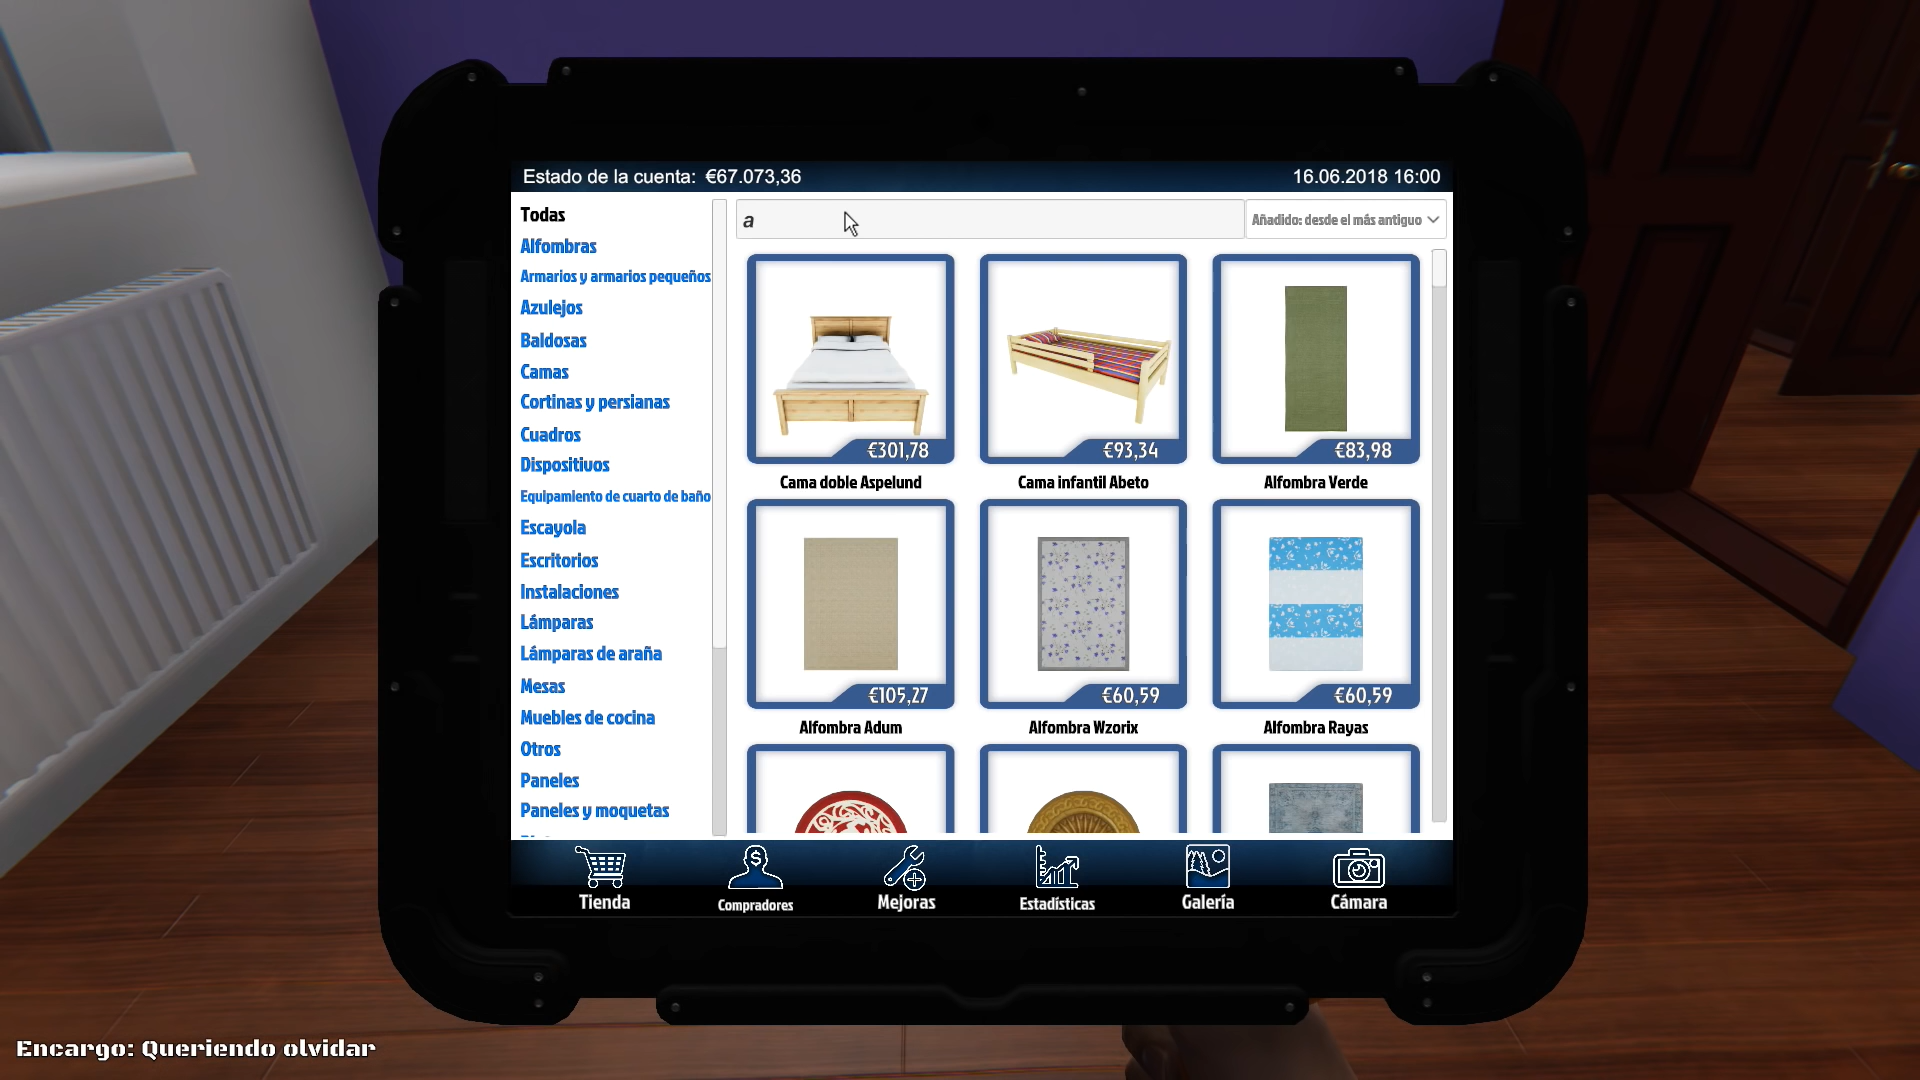 Estado de la cuenta: €67.073,36
16.06.2018 16:00
Todas
Alfombras
Armarios y armarios pequeños
Azulejos
Baldosas
Camas
Cortinas y persianas
Cuadros
Dispositivos
Equipamiento de cuarto de baño
Escayola
Escritorios
Instalaciones
Lámparas
Lámparas de araña
Mesas
Muebles de cocina
Otros
Paneles
Paneles y moquetas
a
Añadido: desde el más antiguo
€301,78
€93,34
€83,98
Cama doble Aspelund
Cama infantil Abeto
Alfombra Verde
€105,27
€60,59
€60,59
Alfombra Adum
Alfombra Wzorix
Alfombra Rayas
Tienda
Compradores
Mejoras
Estadísticas
Galería
Cámara
Encargo: Queriendo olvidar